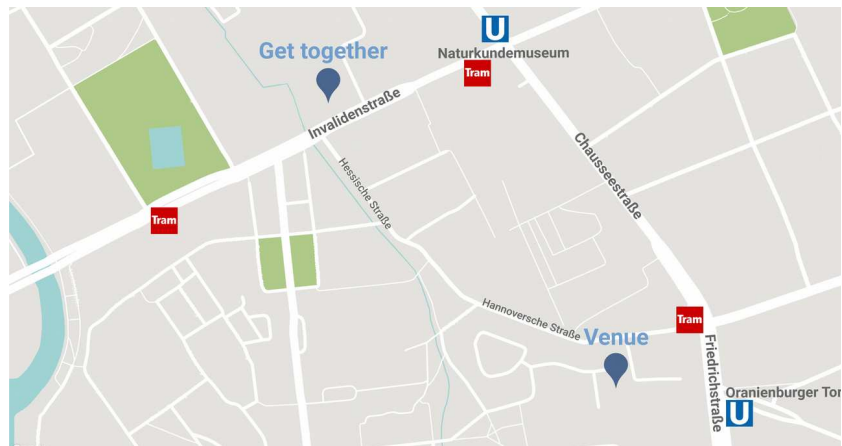 U
Naturkundemuseum
Get together
Tram
Invalidenstraße
Chausseestraße
Hessische Straße
Tram
Hannoversche Straße
Tram
Venue
Friedrichstraße
Oranienburger Tor
U